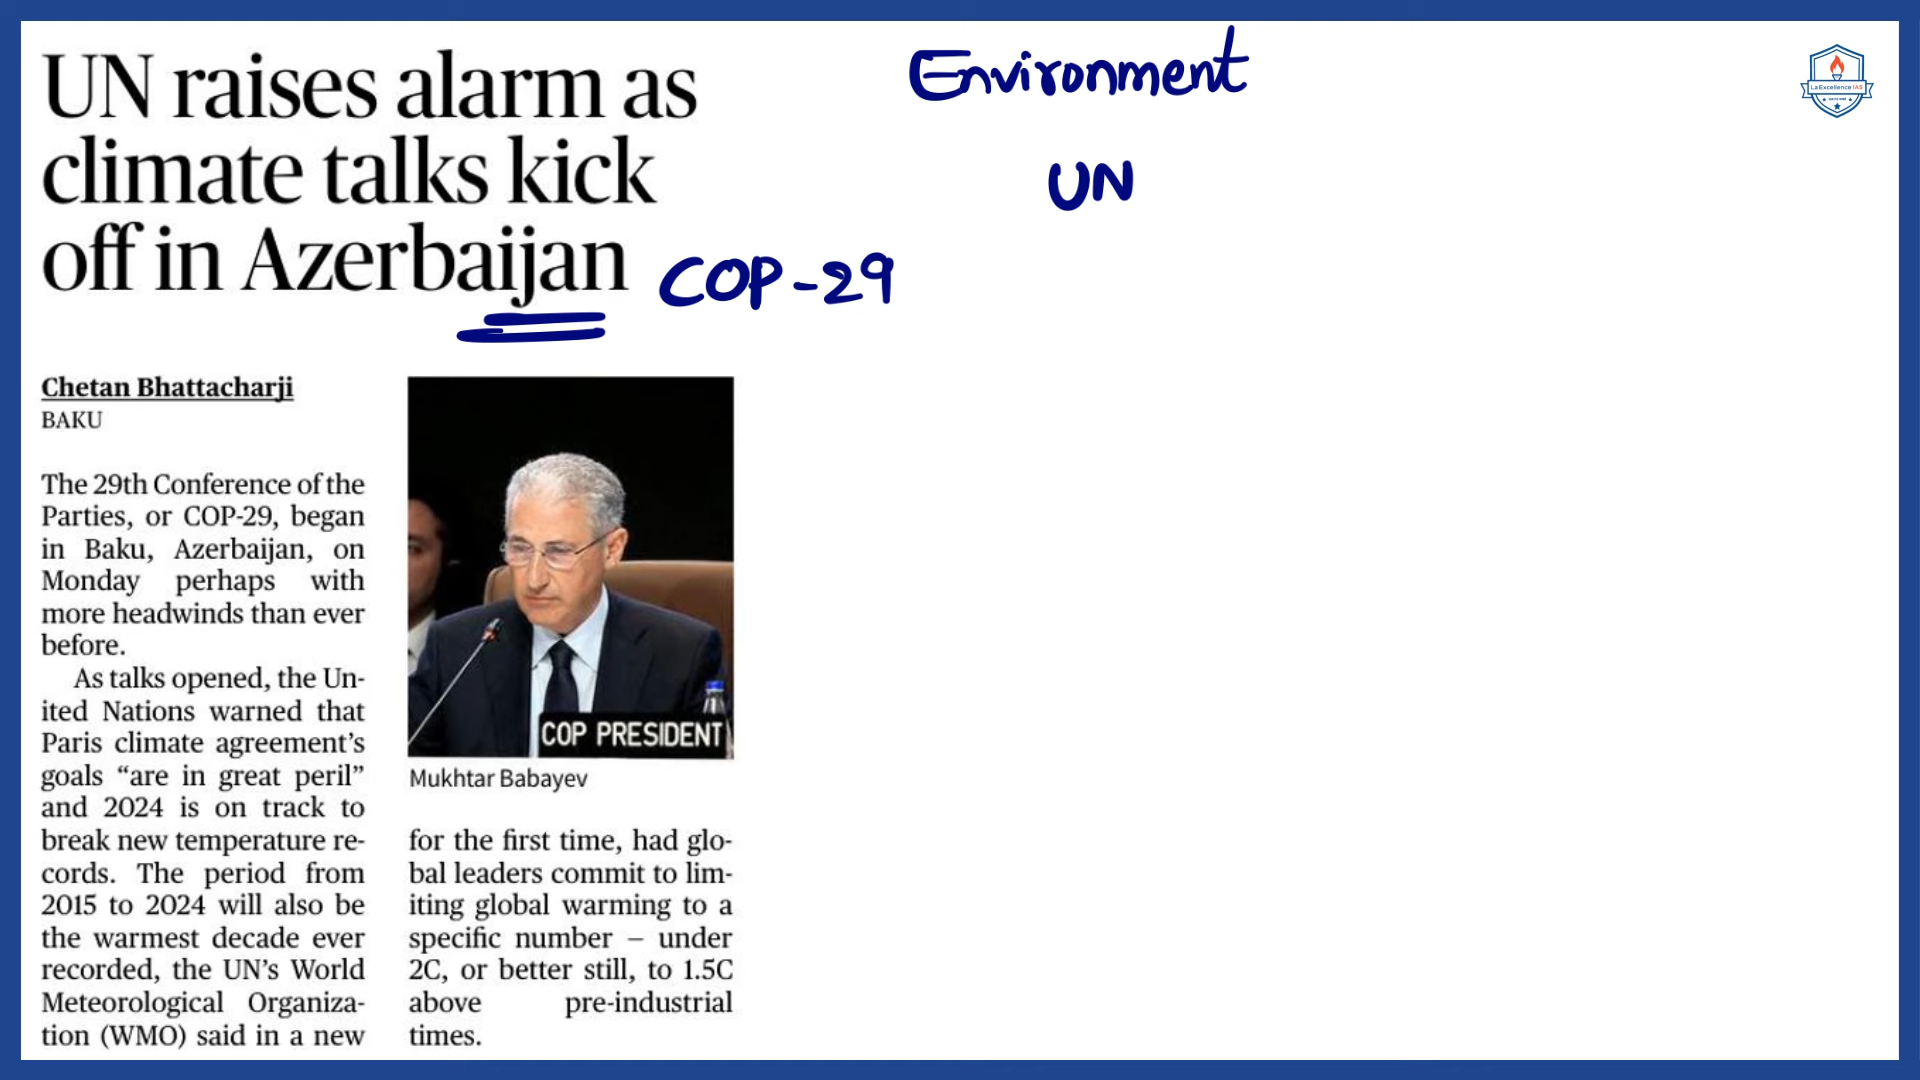 UN raises alarm as
climate talks kick
off in Azerbaijan
COP-29
Environment
UN
La Excellence IAS
Chetan Bhattacharji
BAKU
The 29th Conference of the
Parties, or COP-29, began
in Baku, Azerbaijan, on
Monday perhaps with
more headwinds than ever
before.
As talks opened, the Un-
ited Nations warned that
Paris climate agreement’s
goals “are in great peril”
and 2024 is on track to
break new temperature re-
cords. The period from
2015 to 2024 will also be
the warmest decade ever
recorded, the UN’s World
Meteorological Organiza-
tion (WMO) said in a new
COP PRESIDENT
Mukhtar Babayev
for the first time, had glo-
bal leaders commit to lim-
iting global warming to a
specific number – under
2C, or better still, to 1.5C
above pre-industrial
times.